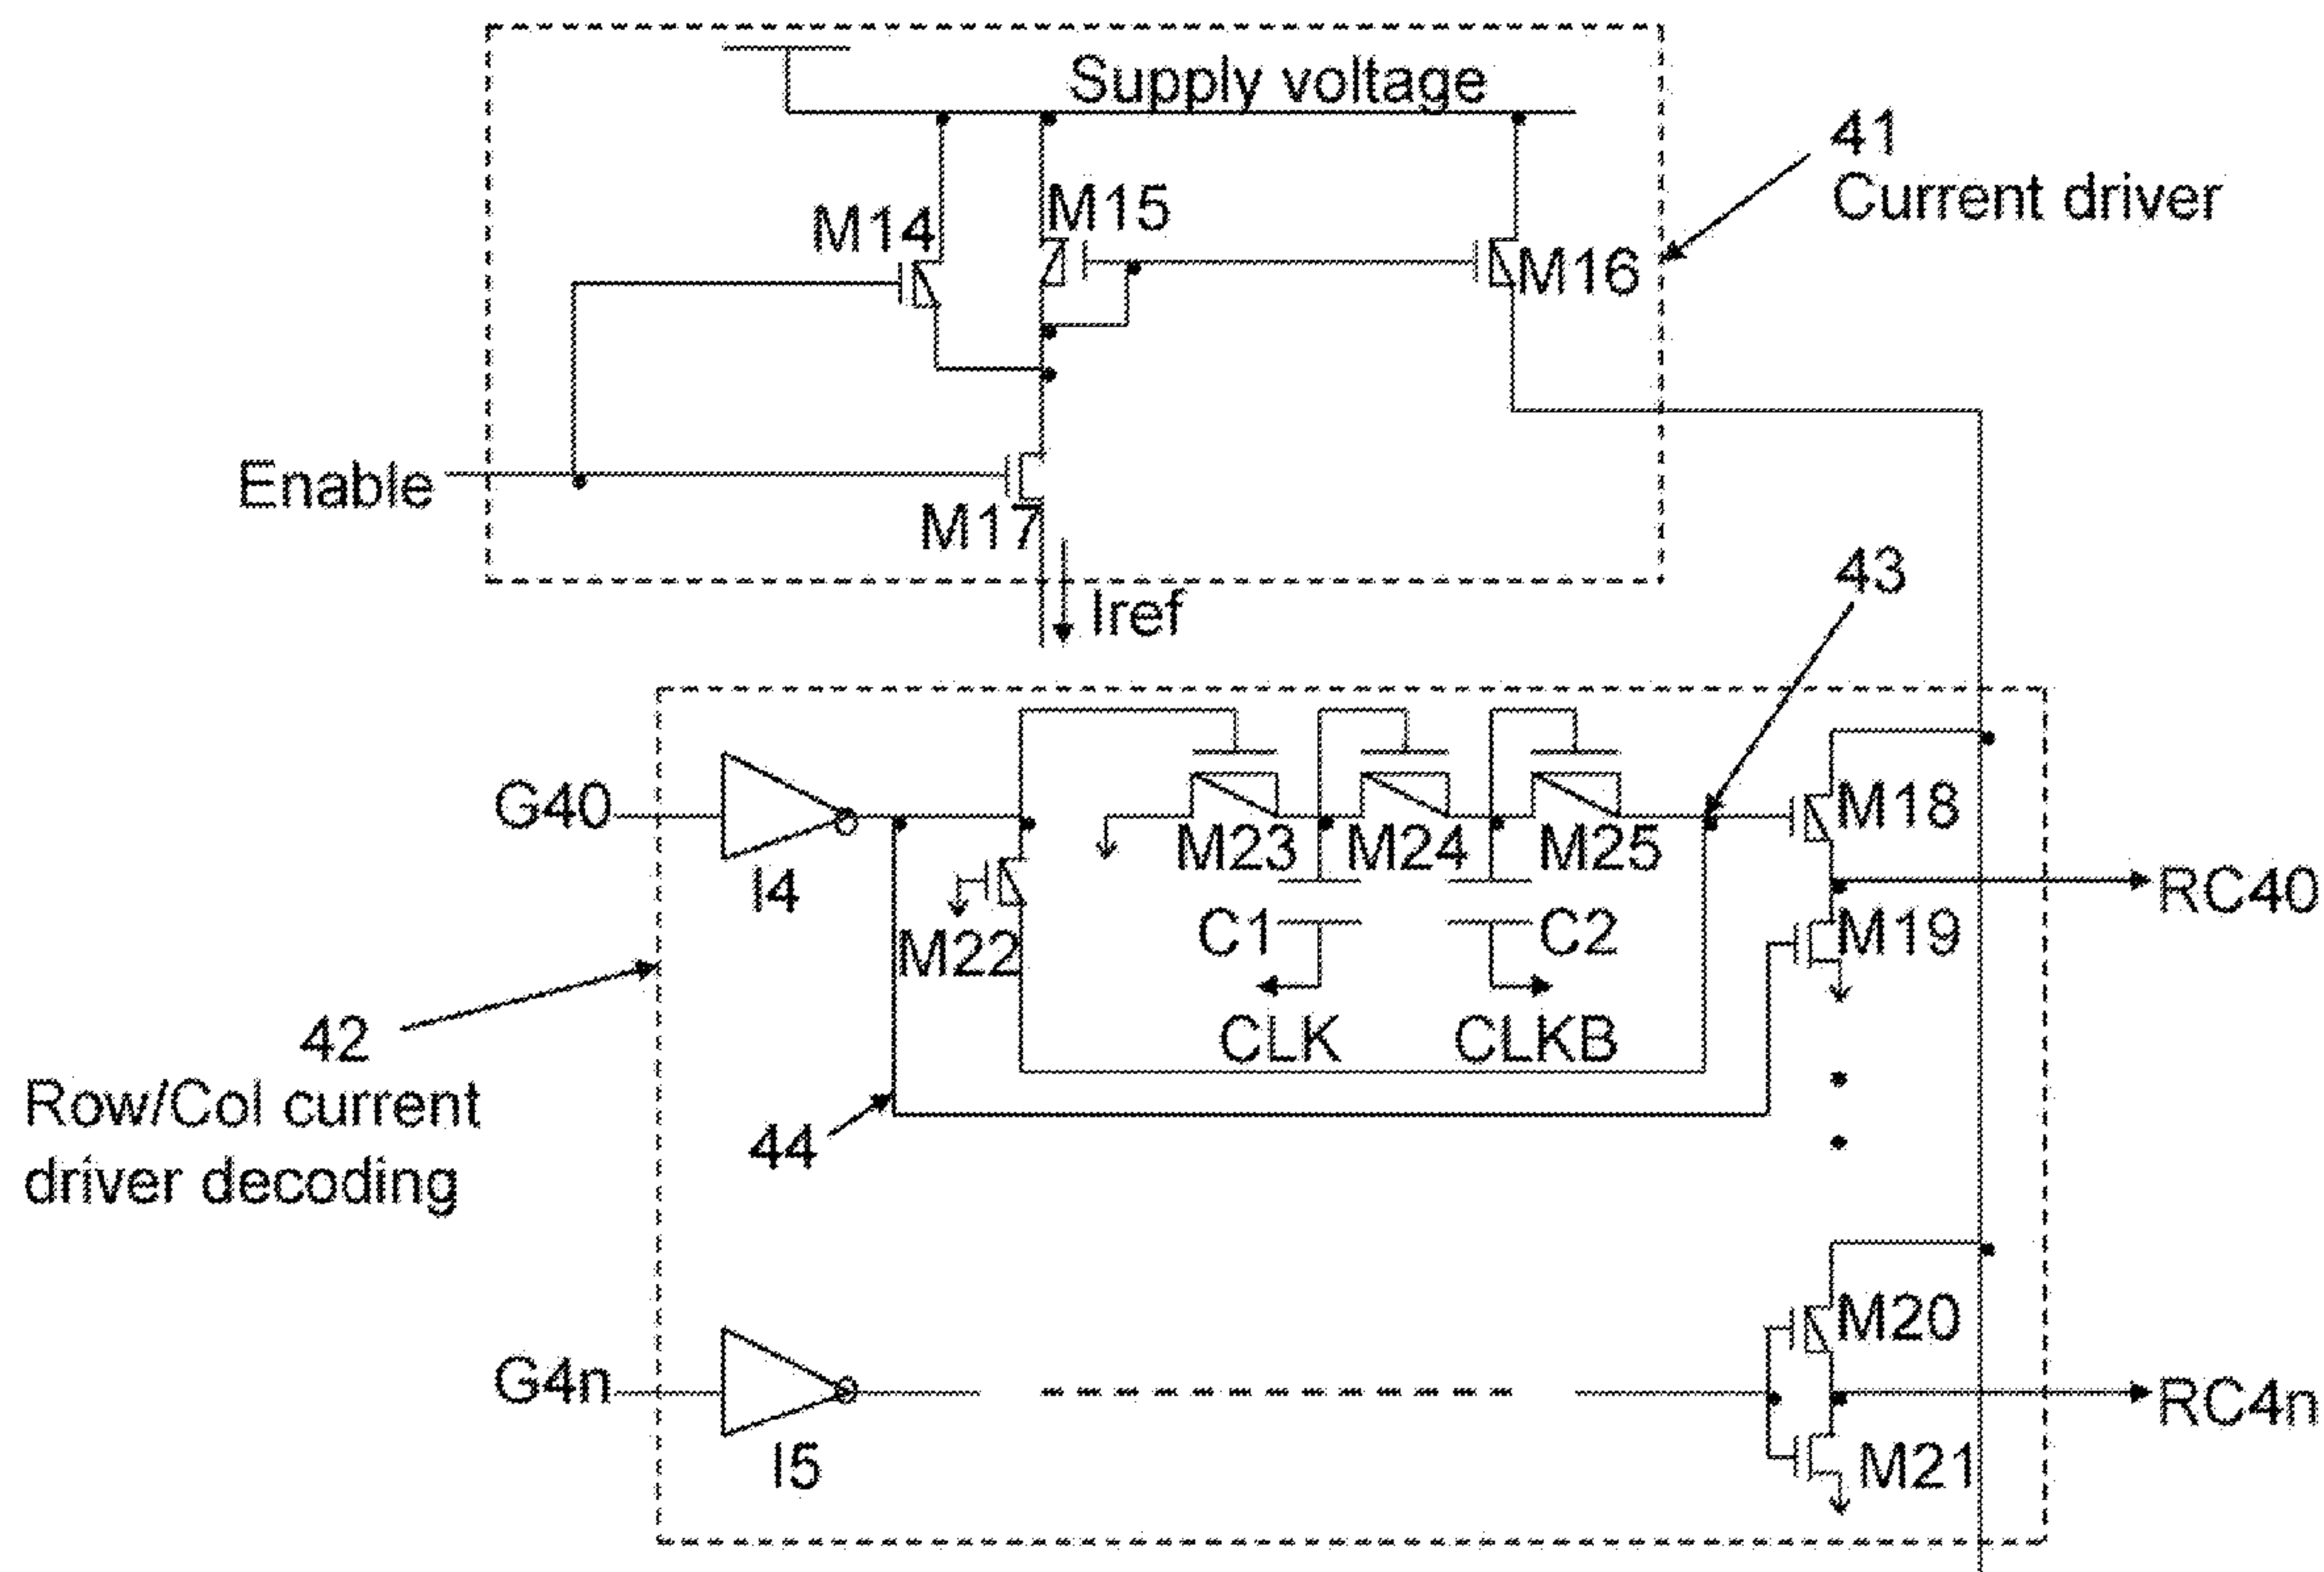 Supply voltage
41
Current driver
M14
M15
M16
Enable
M17
Iref
43
G40
I4
M22
M23
M24
M25
M18
RC40
C1
C2
M19
CLK
CLKB
42
Row/Col current
driver decoding
44
M20
G4n
I5
RC4n
M21